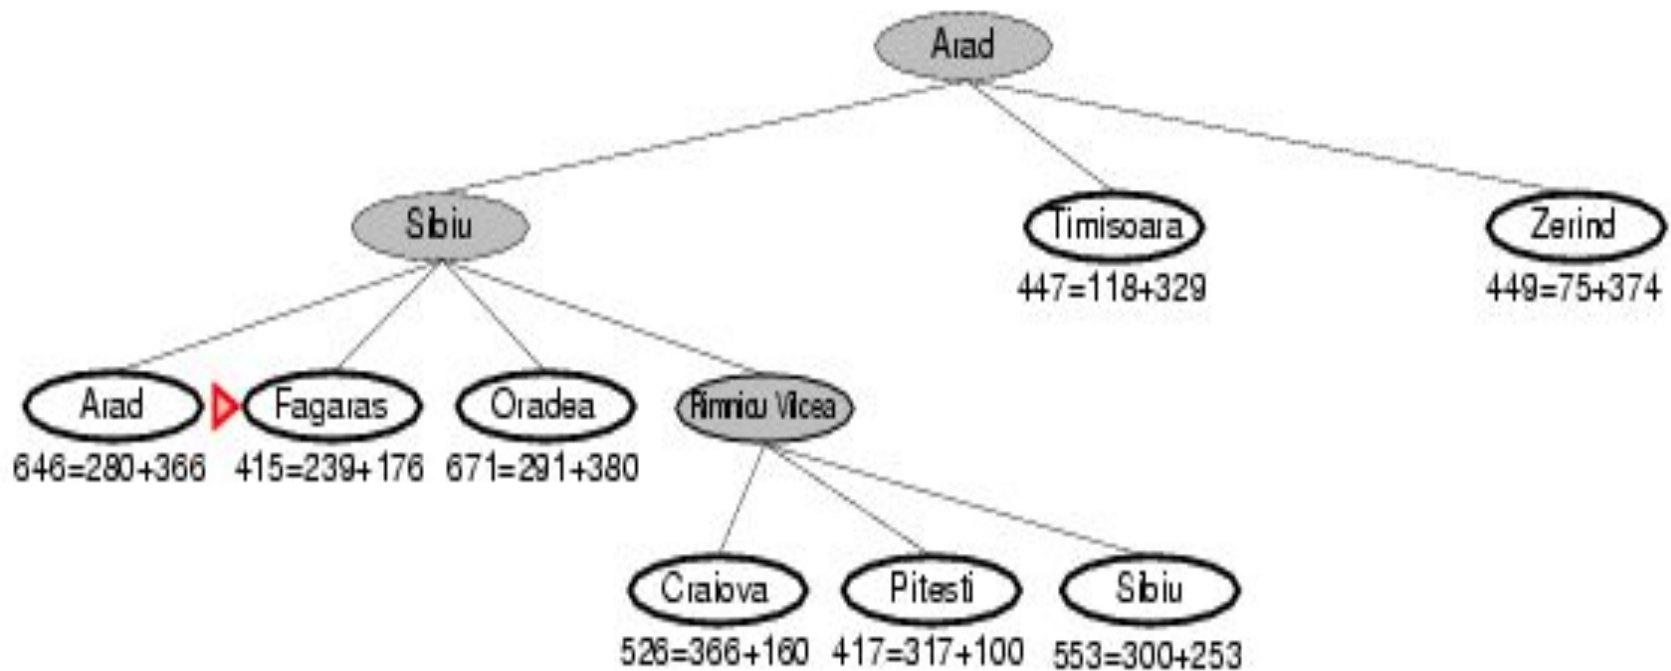 Arad
Sibiu
Timisoara
Zerind
447=118+329
449=75+374
Arad
Fagaras
Oradea
Rimnicu Vilcea
646=280+366
415=239+176
671=291+380
Craiova
Pitesti
Sibiu
526=366+160
417=317+100
553=300+253